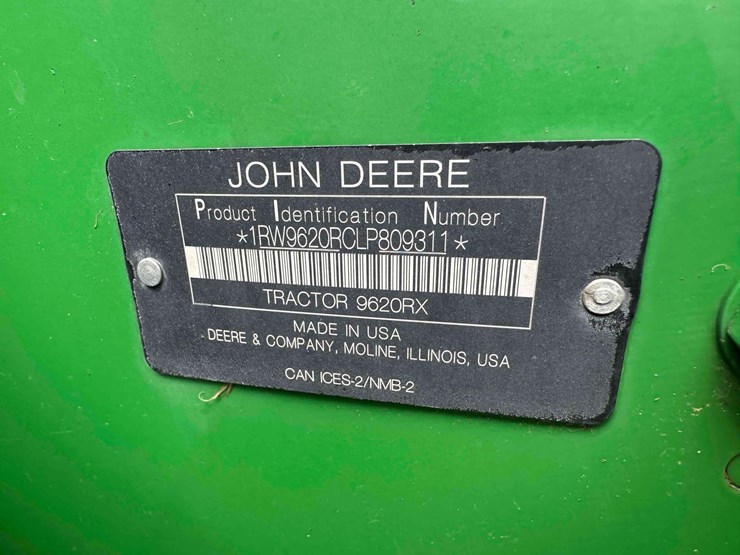 JOHN DEERE
Product Identification Number
*1RW9620RCLP809311*
TRACTOR 9620RX
MADE IN USA
DEERE & COMPANY, MOLINE, ILLINOIS, USA
CAN ICES-2/NMB-2